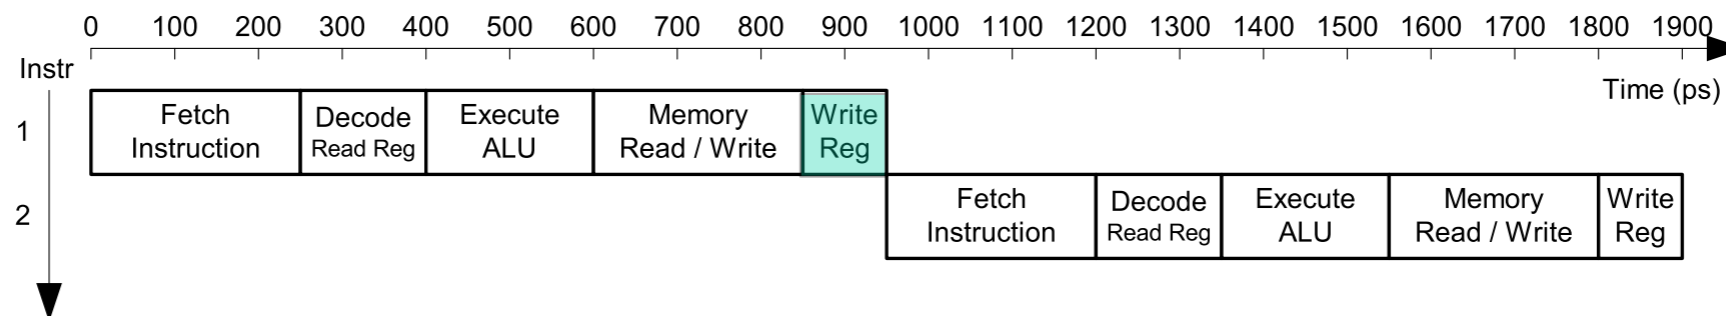 0 100 200 300 400 500 600 700 800 900 1000 1100 1200 1300 1400 1500 1600 1700 1800 1900
Instr
Time (ps)
1
Fetch
Instruction
Decode
Read Reg
Execute
ALU
Memory
Read / Write
Write
Reg
2
Fetch
Instruction
Decode
Read Reg
Execute
ALU
Memory
Read / Write
Write
Reg